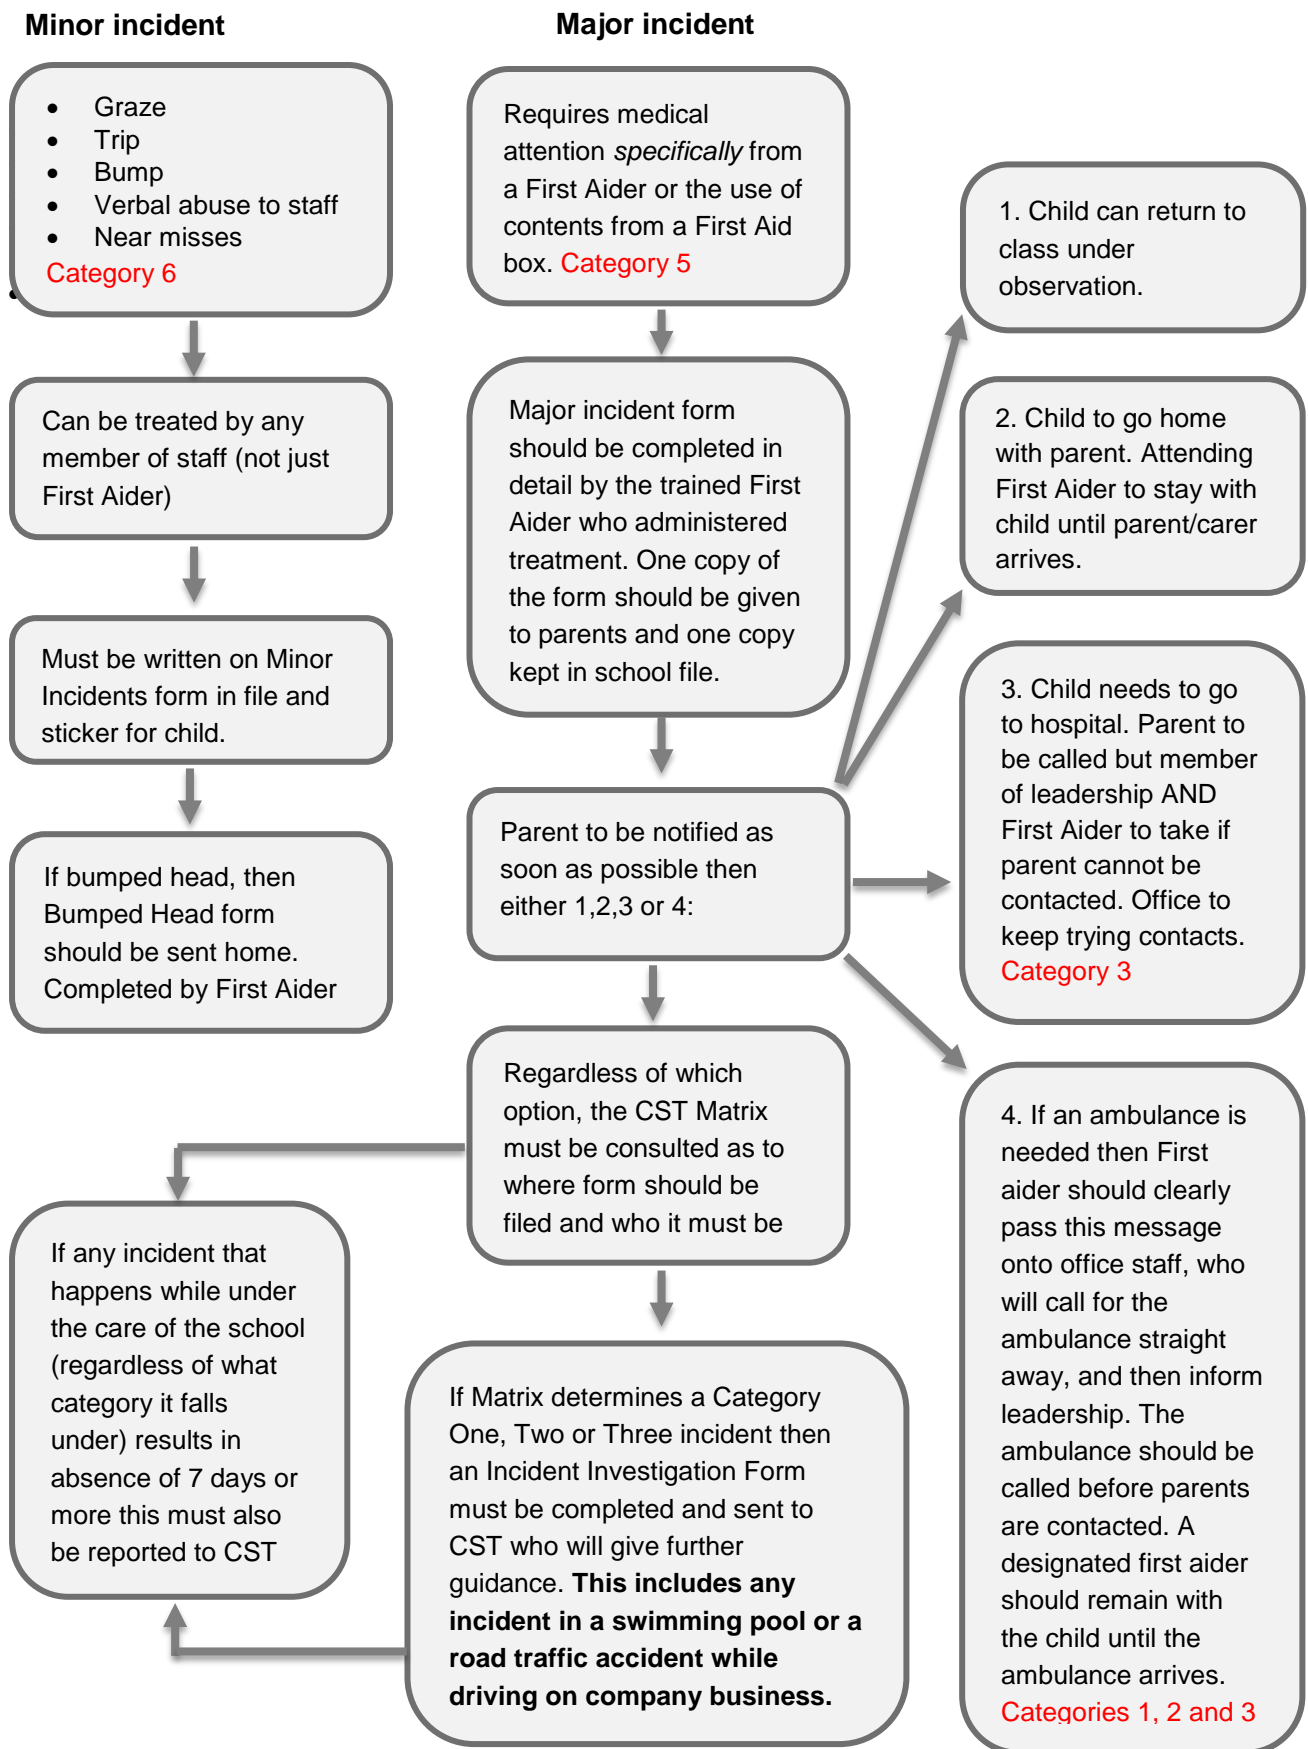 Minor incident
• Graze
• Trip
• Bump
• Verbal abuse to staff
• Near misses
Category 6
Can be treated by any
member of staff (not just
First Aider)
Must be written on Minor
Incidents form in file and
sticker for child.
If bumped head, then
Bumped Head form
should be sent home.
Completed by First Aider
Major incident
Requires medical
attention specifically from
a First Aider or the use of
contents from a First Aid
box. Category 5
Major incident form
should be completed in
detail by the trained First
Aider who administered
treatment. One copy of
the form should be given
to parents and one copy
kept in school file.
Parent to be notified as
soon as possible then
either 1,2,3 or 4:
1. Child can return to
class under
observation.
2. Child to go home
with parent. Attending
First Aider to stay with
child until parent/carer
arrives.
3. Child needs to go
to hospital. Parent to
be called but member
of leadership AND
First Aider to take if
parent cannot be
contacted. Office to
keep trying contacts.
Category 3
4. If an ambulance is
needed then First
aider should clearly
pass this message
onto office staff, who
will call for the
ambulance straight
away, and then inform
leadership. The
ambulance should be
called before parents
are contacted. A
designated first aider
should remain with
the child until the
ambulance arrives.
Categories 1, 2 and 3
Regardless of which
option, the CST Matrix
must be consulted as to
where form should be
filed and who it must be
If any incident that
happens while under
the care of the school
(regardless of what
category it falls
under) results in
absence of 7 days or
more this must also
be reported to CST
If Matrix determines a Category
One, Two or Three incident then
an Incident Investigation Form
must be completed and sent to
CST who will give further
guidance. This includes any
incident in a swimming pool or a
road traffic accident while
driving on company business.